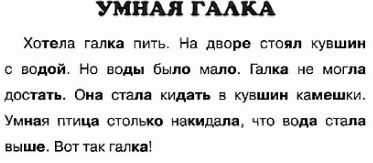 УМНАЯ ГАЛКА
Хотела галка пить. На дворе стоял кувшин
с водой. Но воды было мало. Галка не могла
достать. Она стала кидать в кувшин камешки.
Умная птица столько накидала, что вода стала
выше. Вот так галка!